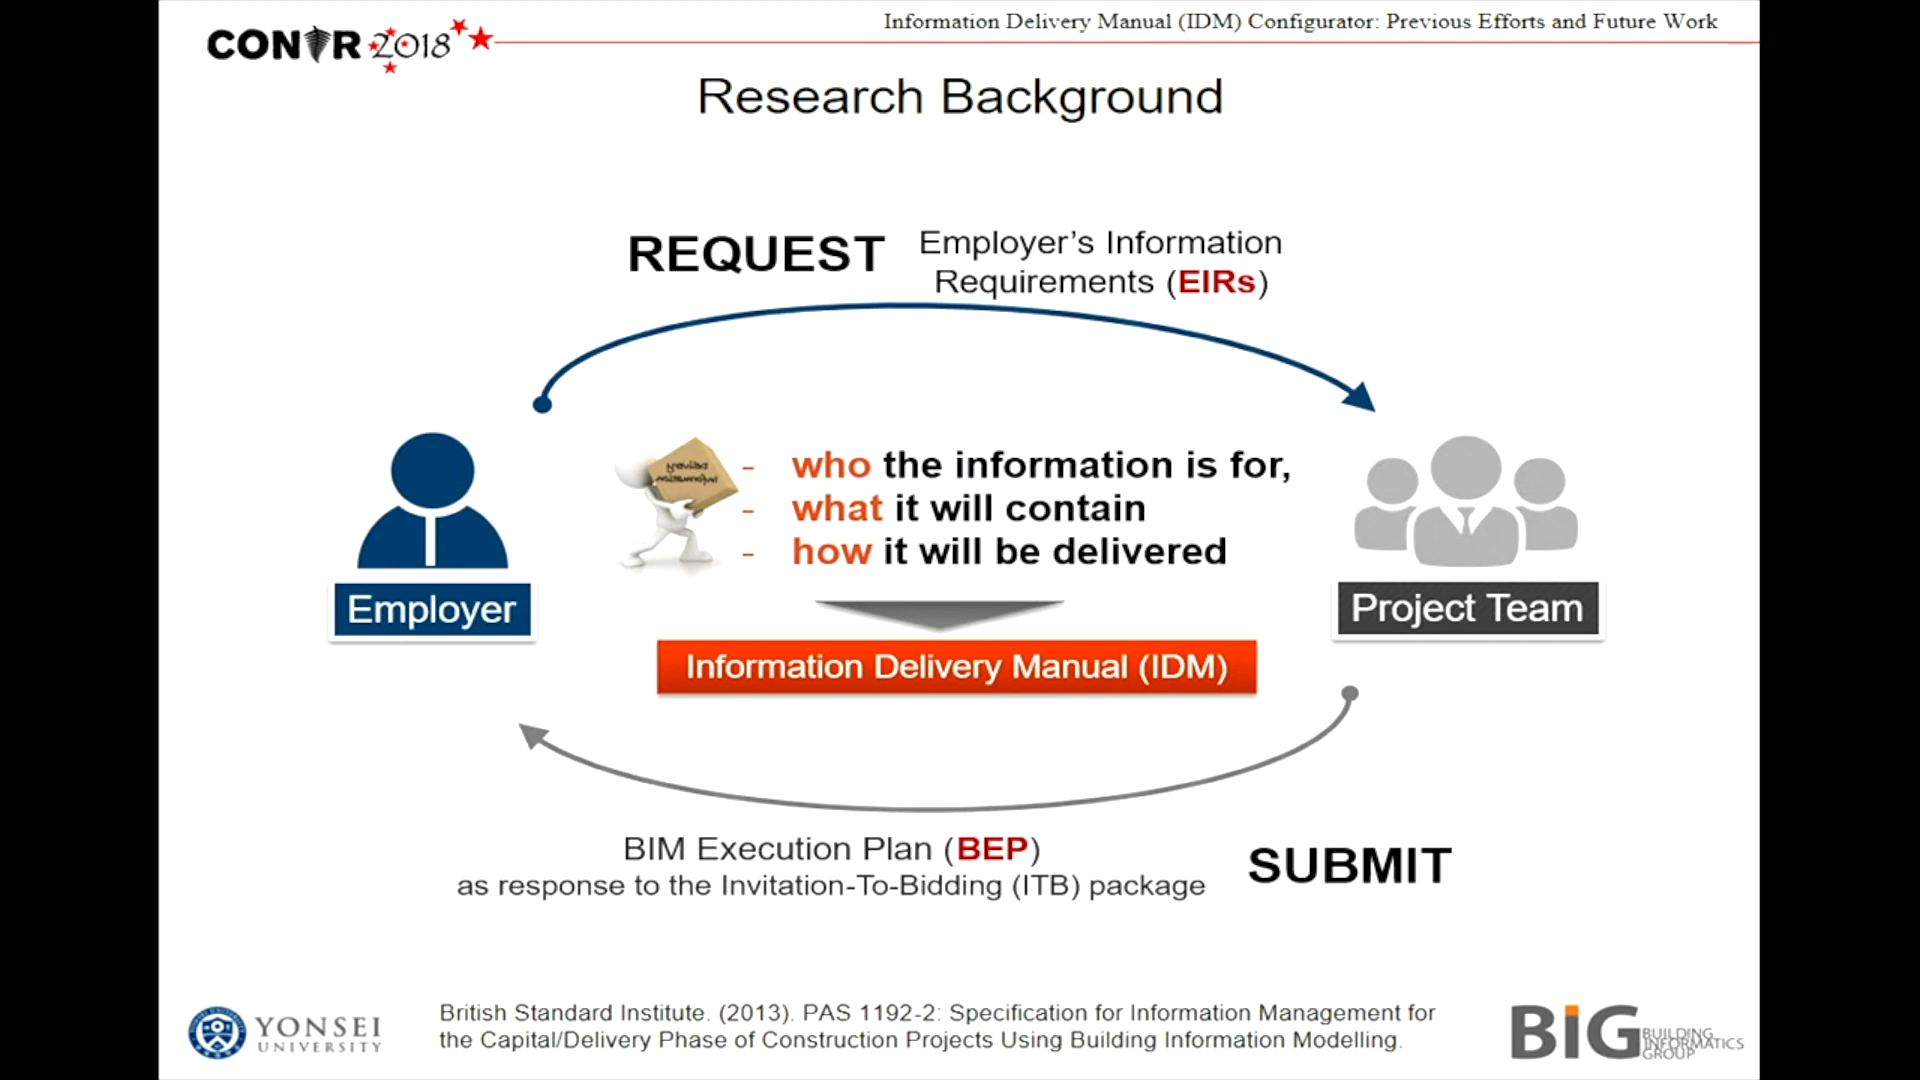 CONVR 2018
Information Delivery Manual (IDM) Configurator: Previous Efforts and Future Work
Research Background
REQUEST
Employer’s Information
Requirements (EIRs)
- who the information is for,
- what it will contain
- how it will be delivered
Employer
Project Team
Information Delivery Manual (IDM)
BIM Execution Plan (BEP)
as response to the Invitation-To-Bidding (ITB) package
SUBMIT
YONSEI
UNIVERSITY
British Standard Institute. (2013). PAS 1192-2: Specification for Information Management for
the Capital/Delivery Phase of Construction Projects Using Building Information Modelling.
BIG
BUILDING
INFORMATICS
GROUP